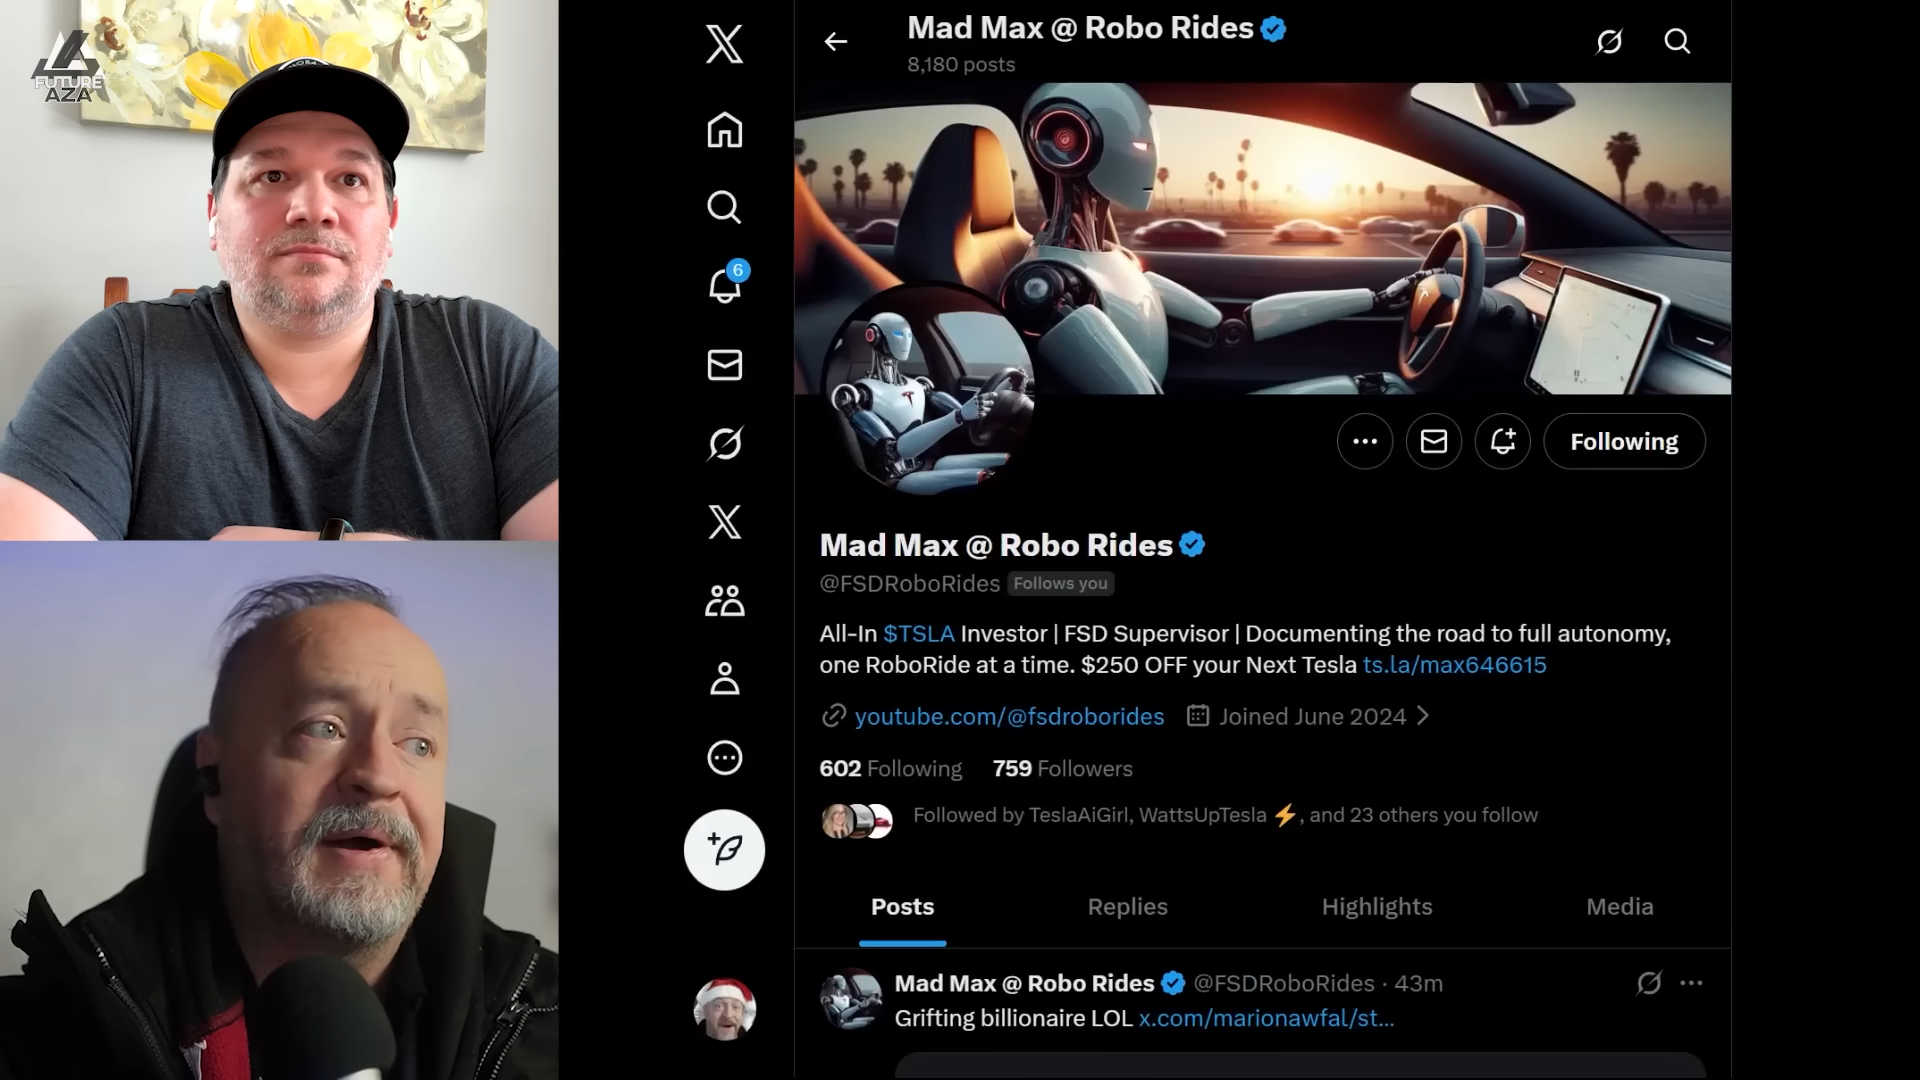 FUTURE
AZA
6
Mad Max @ Robo Rides
8,180 posts
Following
Mad Max @ Robo Rides
@FSDRoboRides Follows you
All-In $TSLA Investor | FSD Supervisor | Documenting the road to full autonomy,
one RoboRide at a time. $250 OFF your Next Tesla ts.la/max646615
youtube.com/@fsdroborides Joined June 2024
602 Following 759 Followers
Followed by TeslaAiGirl, WattsUpTesla ⚡, and 23 others you follow
Posts Replies Highlights Media
Mad Max @ Robo Rides @FSDRoboRides · 43m
Grifting billionaire LOL x.com/marionawfal/st...